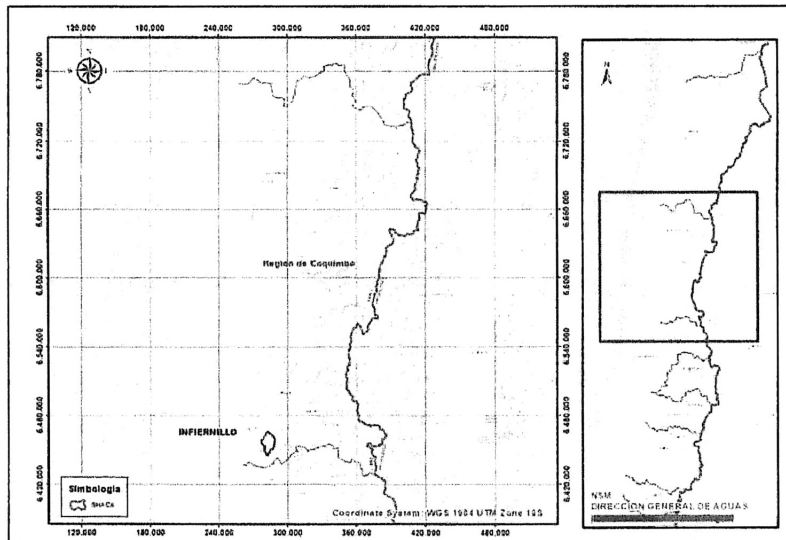 120.000 180.000 240.000 300.000 360.000 420.000 480.000
6.780.000
6.720.000
6.660.000
6.600.000
6.540.000
6.480.000
6.420.000
Región de Coquimbo
INFIERNILLO
Simbología
SHACs
Coordinate System: WGS 1984 UTM Zone 19S
120.000 180.000 240.000 300.000 360.000 420.000 480.000
6.780.000
6.720.000
6.660.000
6.600.000
6.540.000
6.480.000
6.420.000
N
NSM
DIRECCIÓN GENERAL DE AGUAS